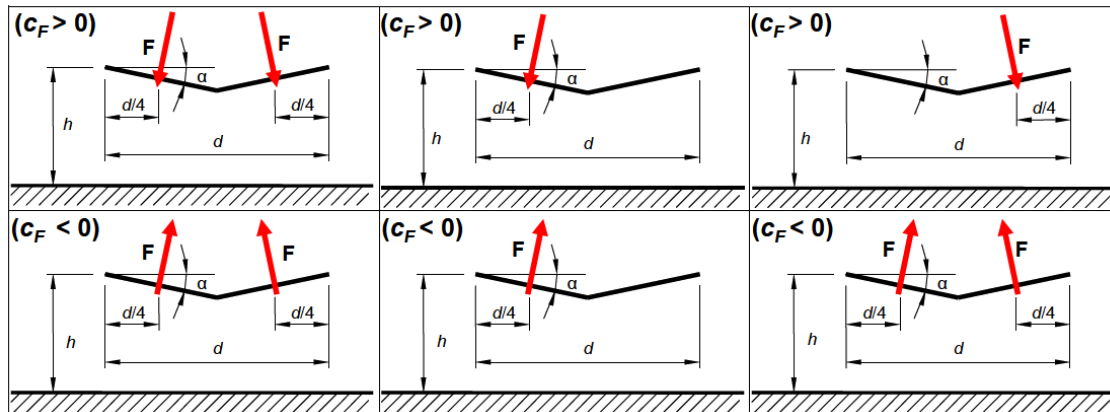 (cF > 0)
F
F
α
d/4
d/4
h
d
(cF > 0)
F
α
d/4
h
d
(cF > 0)
F
α
d/4
h
d
(cF < 0)
F
F
α
d/4
d/4
h
d
(cF < 0)
F
α
d/4
h
d
(cF < 0)
F
F
α
d/4
d/4
h
d